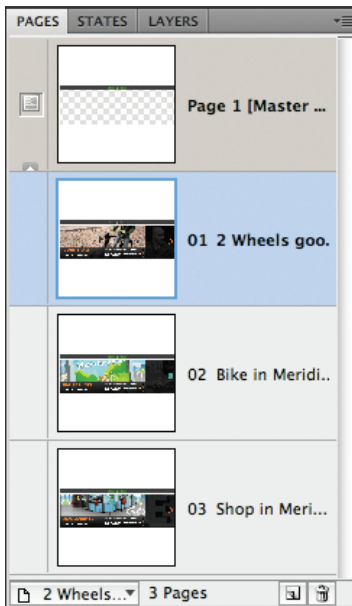 PAGES STATES LAYERS
Page 1 [Master ...
01 2 Wheels goo.
02 Bike in Meridi..
03 Shop in Meri...
2 Wheels... 3 Pages